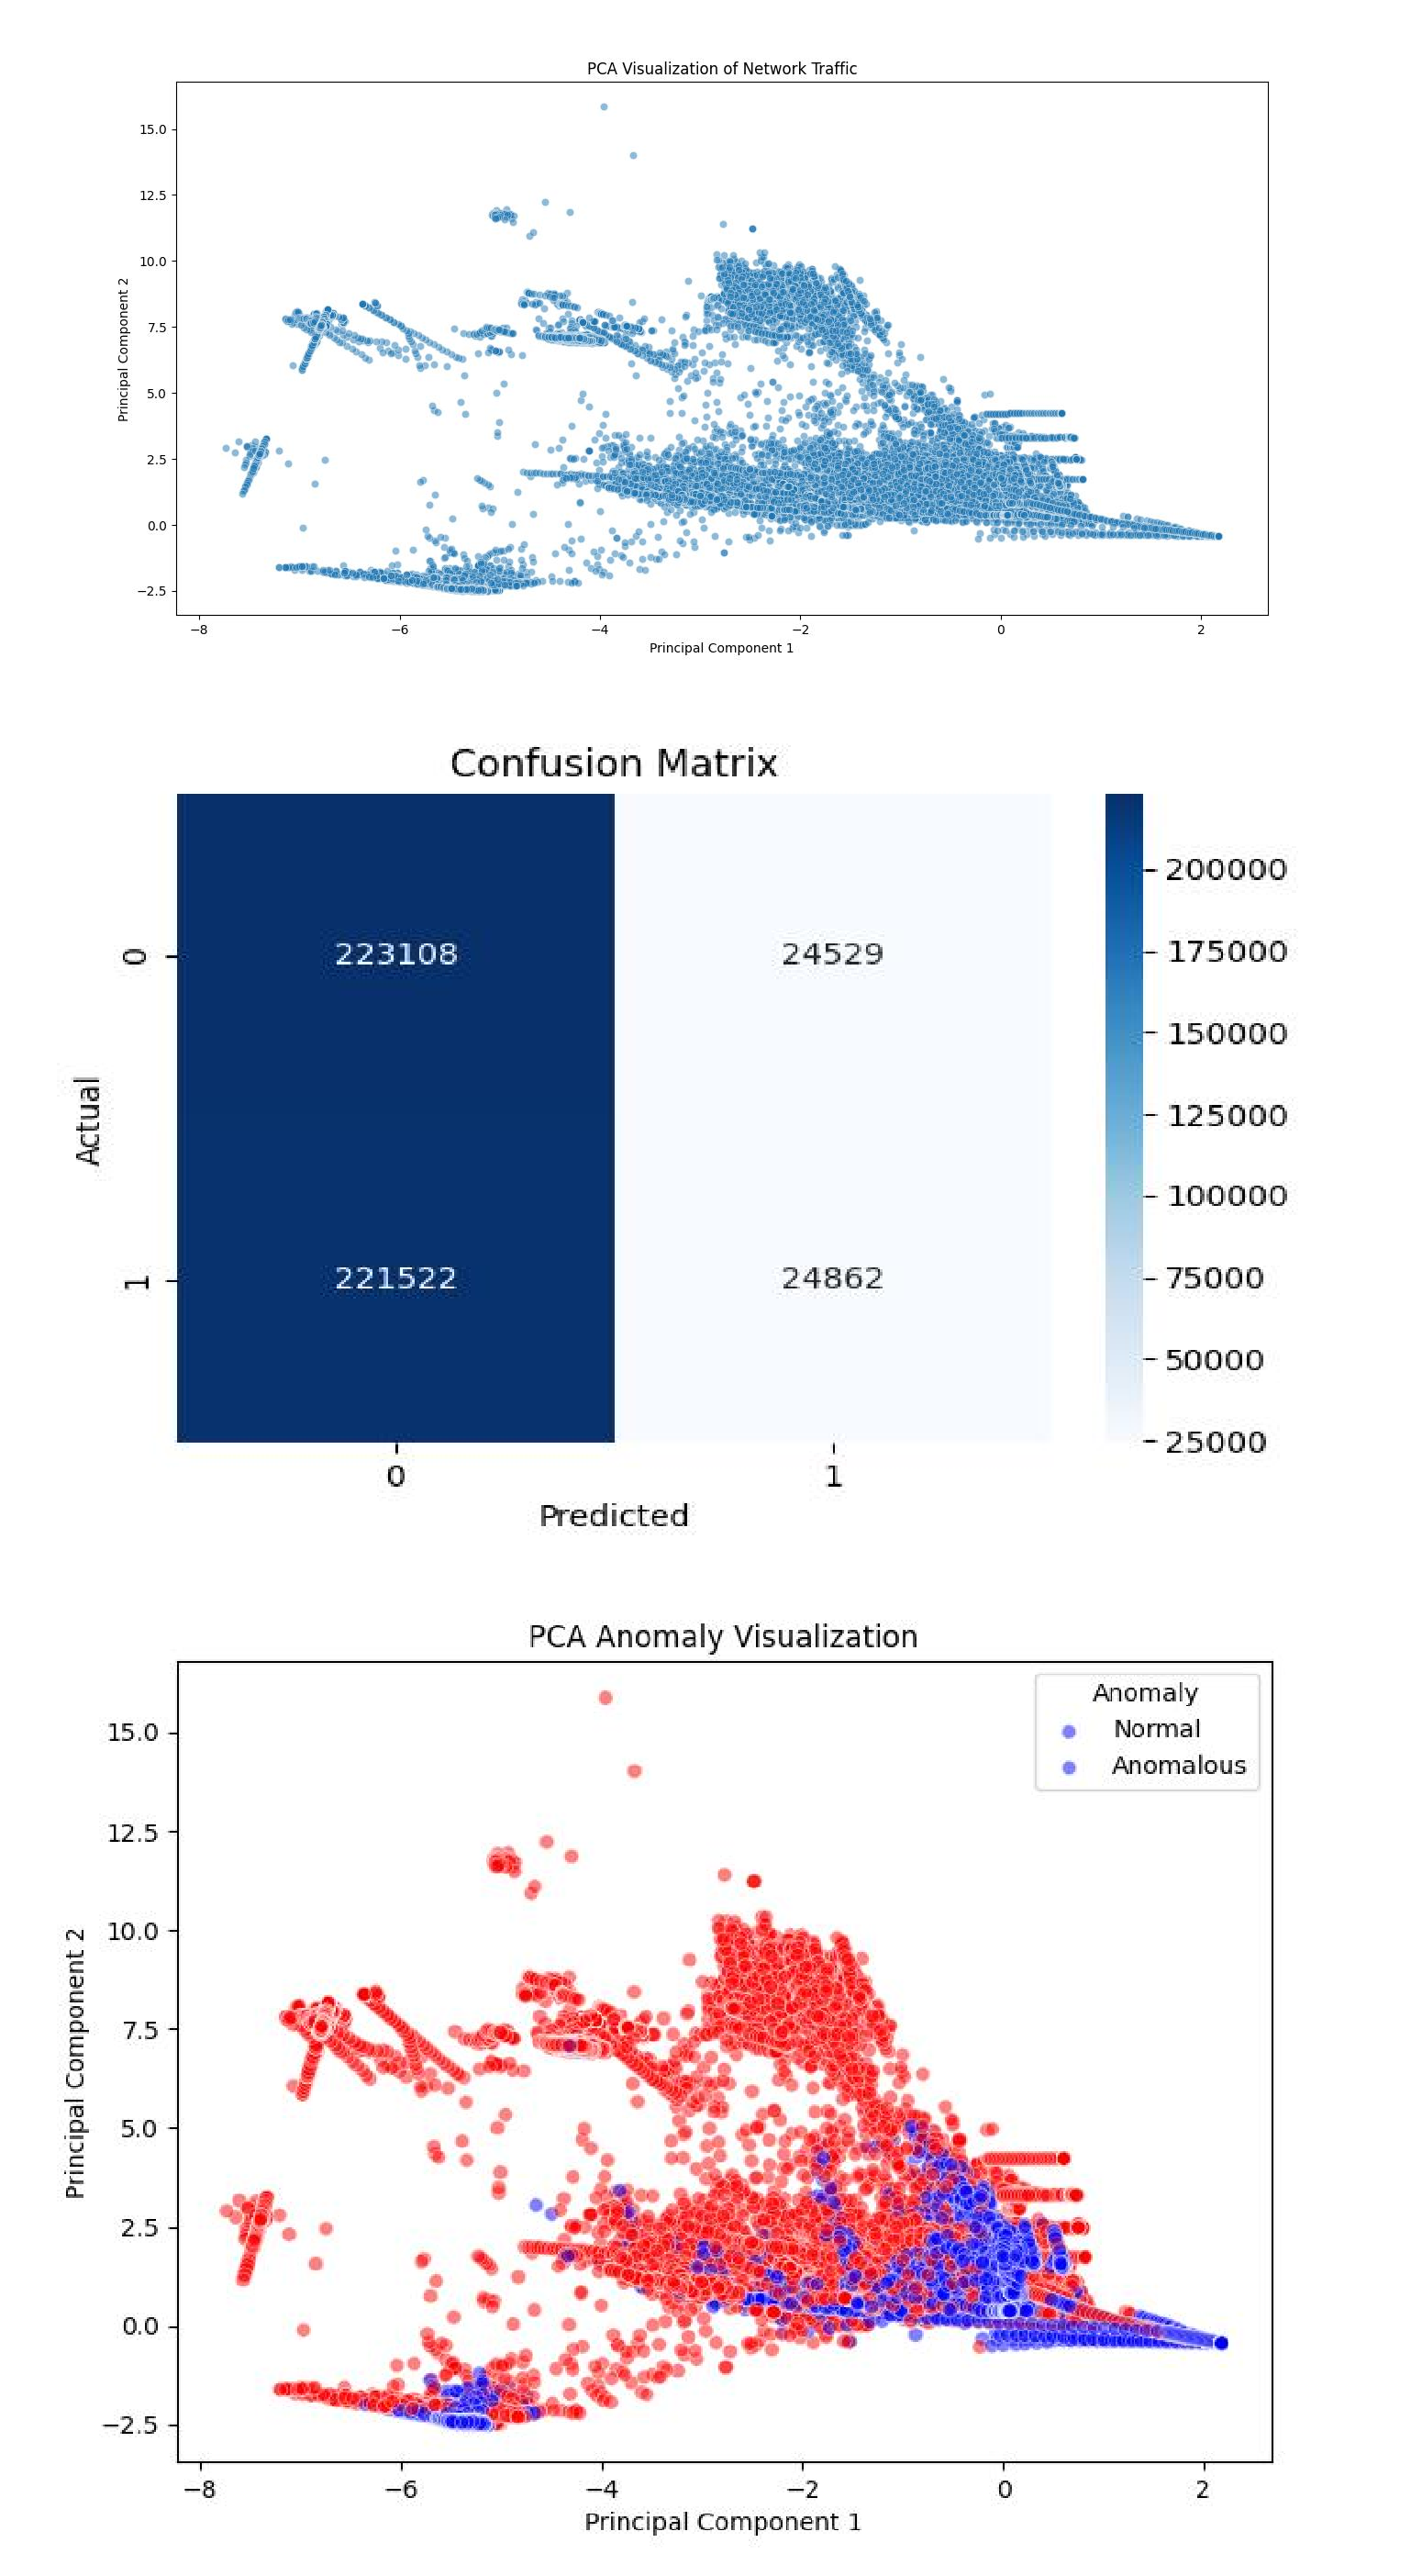 PCA Visualization of Network Traffic
15.0
12.5
10.0
7.5
5.0
2.5
0.0
−2.5
Principal Component 2
−8 −6 −4 −2 0 2
Principal Component 1
Confusion Matrix
0 223108 24529
1 221522 24862
Actual
0 1
Predicted
200000
175000
150000
125000
100000
75000
50000
25000
PCA Anomaly Visualization
Anomaly
Normal
Anomalous
15.0
12.5
10.0
7.5
5.0
2.5
0.0
−2.5
Principal Component 2
−8 −6 −4 −2 0 2
Principal Component 1